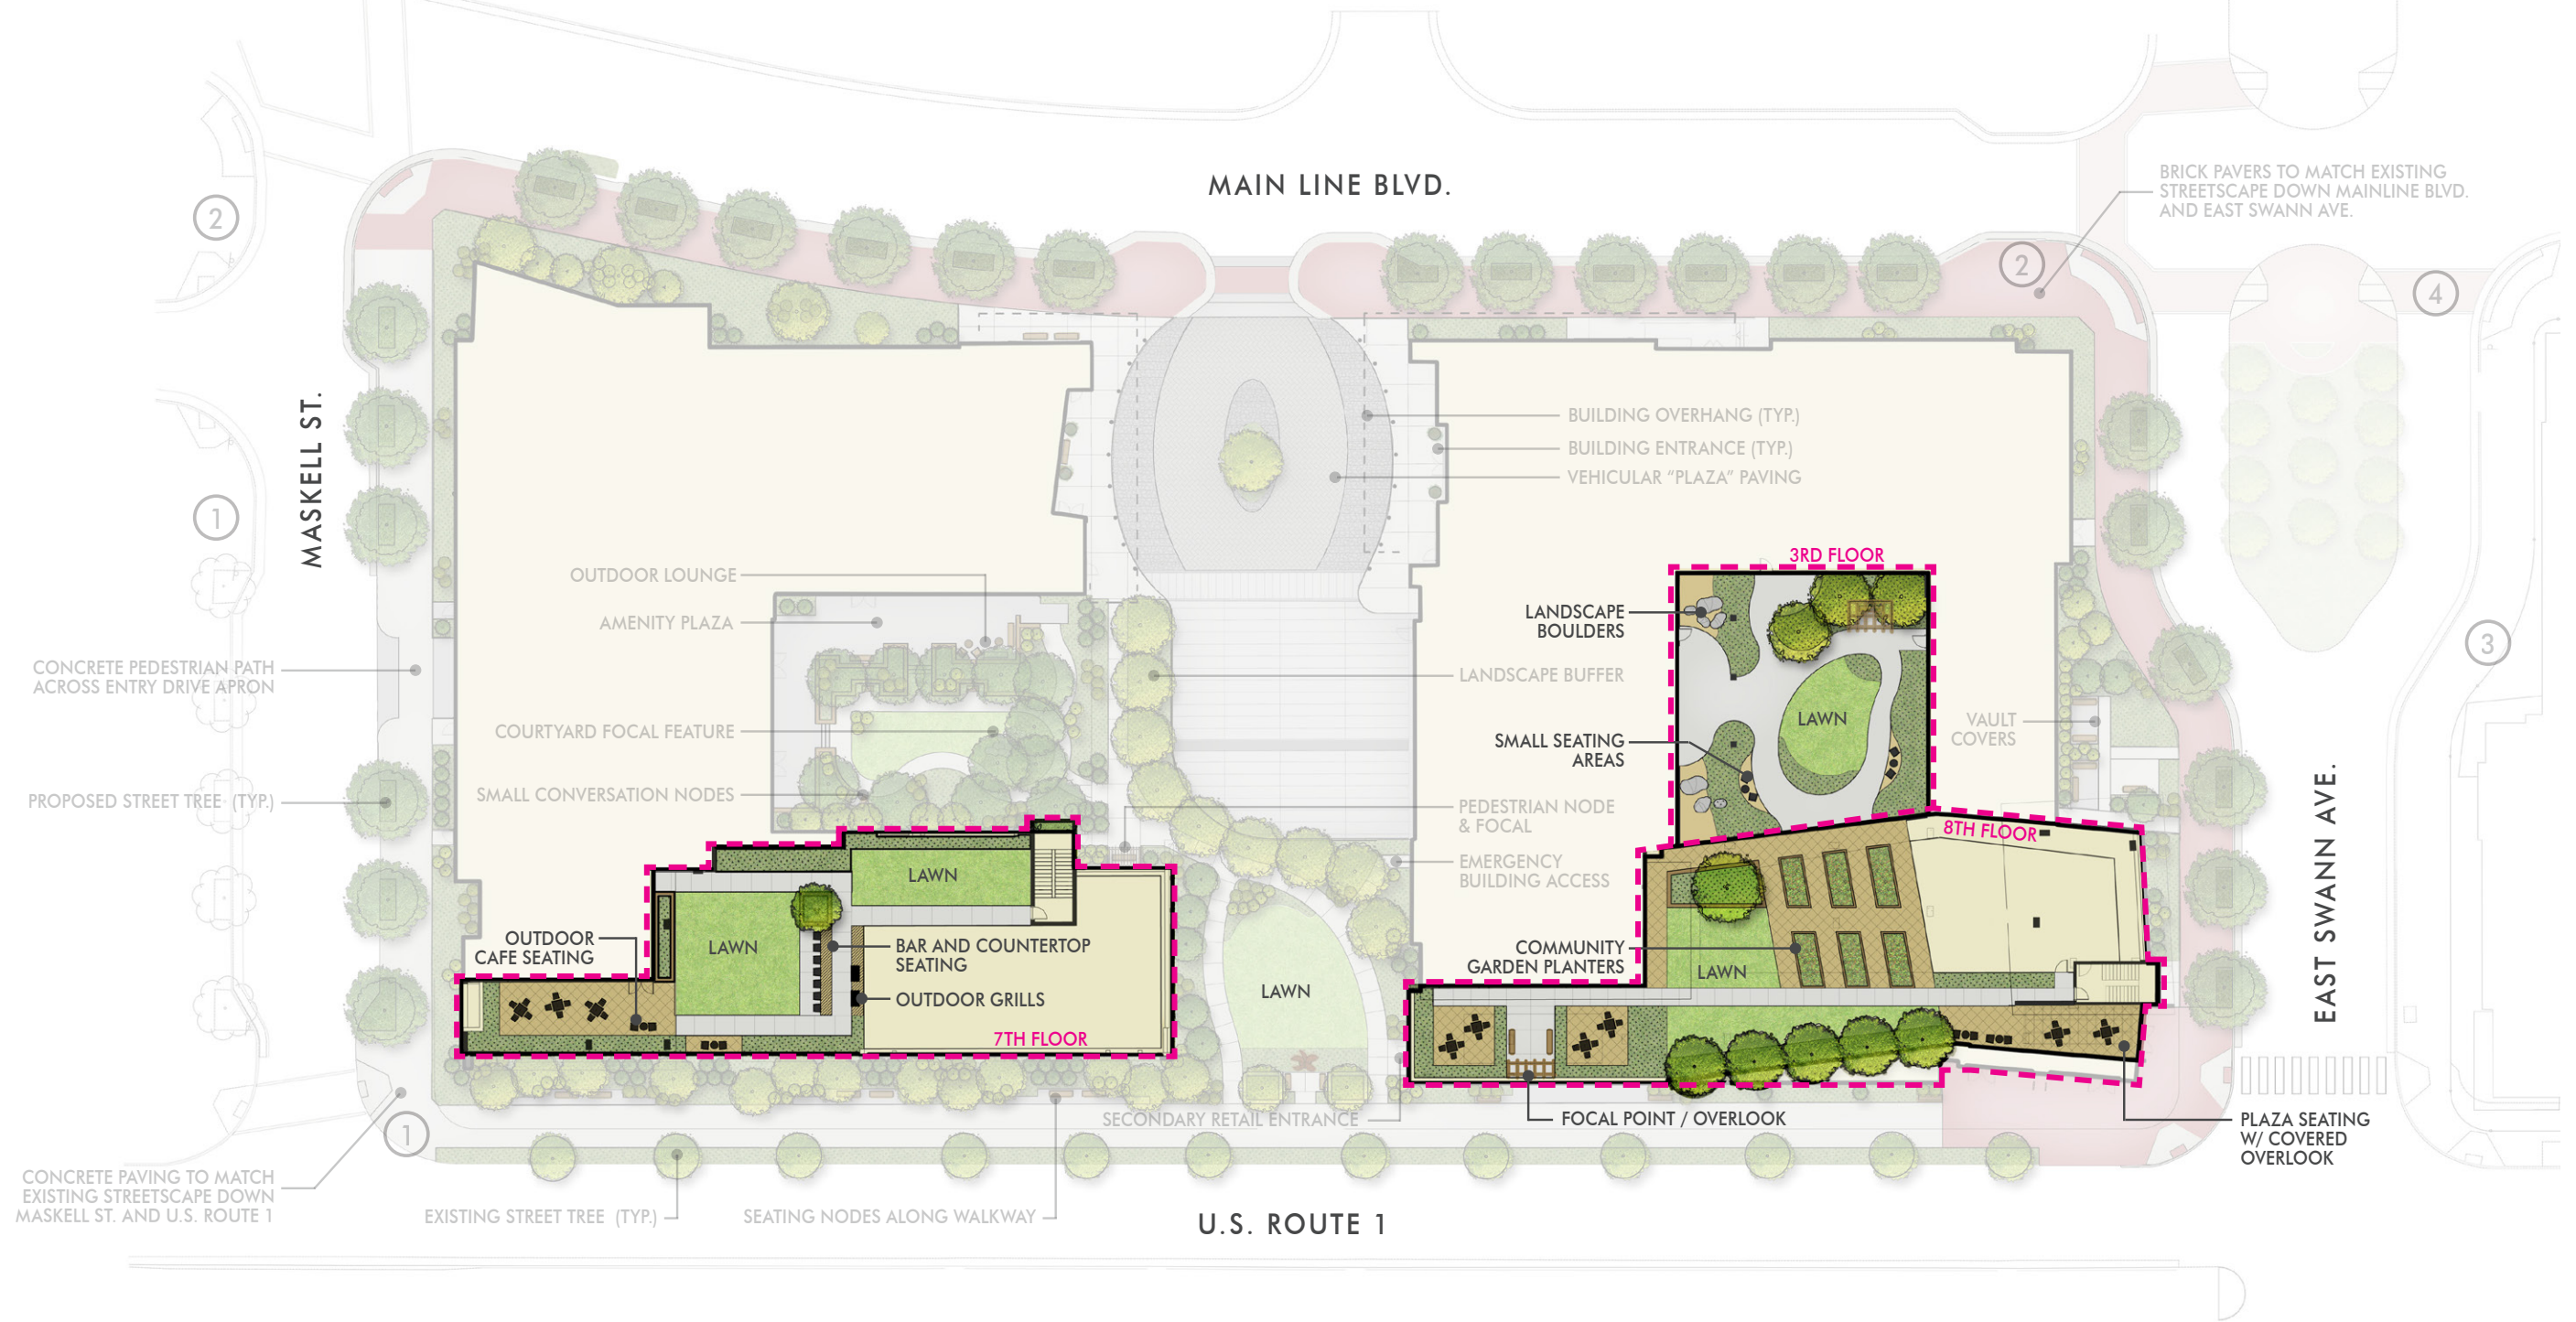 MAIN LINE BLVD.
BRICK PAVERS TO MATCH EXISTING
STREETSCAPE DOWN MAINLINE BLVD.
AND EAST SWANN AVE.
2
2
4
MASKELL ST.
1
BUILDING OVERHANG (TYP.)
BUILDING ENTRANCE (TYP.)
VEHICULAR “PLAZA” PAVING
3RD FLOOR
OUTDOOR LOUNGE
AMENITY PLAZA
LANDSCAPE
BOULDERS
3
CONCRETE PEDESTRIAN PATH
ACROSS ENTRY DRIVE APRON
LANDSCAPE BUFFER
COURTYARD FOCAL FEATURE
LAWN
VAULT
COVERS
SMALL SEATING
AREAS
SMALL CONVERSATION NODES
PROPOSED STREET TREE (TYP.)
PEDESTRIAN NODE
& FOCAL
8TH FLOOR
EAST SWANN AVE.
EMERGENCY
BUILDING ACCESS
LAWN
OUTDOOR
CAFE SEATING
LAWN
BAR AND COUNTERTOP
SEATING
OUTDOOR GRILLS
7TH FLOOR
LAWN
COMMUNITY
GARDEN PLANTERS
LAWN
SECONDARY RETAIL ENTRANCE
FOCAL POINT / OVERLOOK
PLAZA SEATING
W/ COVERED
OVERLOOK
1
CONCRETE PAVING TO MATCH
EXISTING STREETSCAPE DOWN
MASKELL ST. AND U.S. ROUTE 1
EXISTING STREET TREE (TYP.)
SEATING NODES ALONG WALKWAY
U.S. ROUTE 1